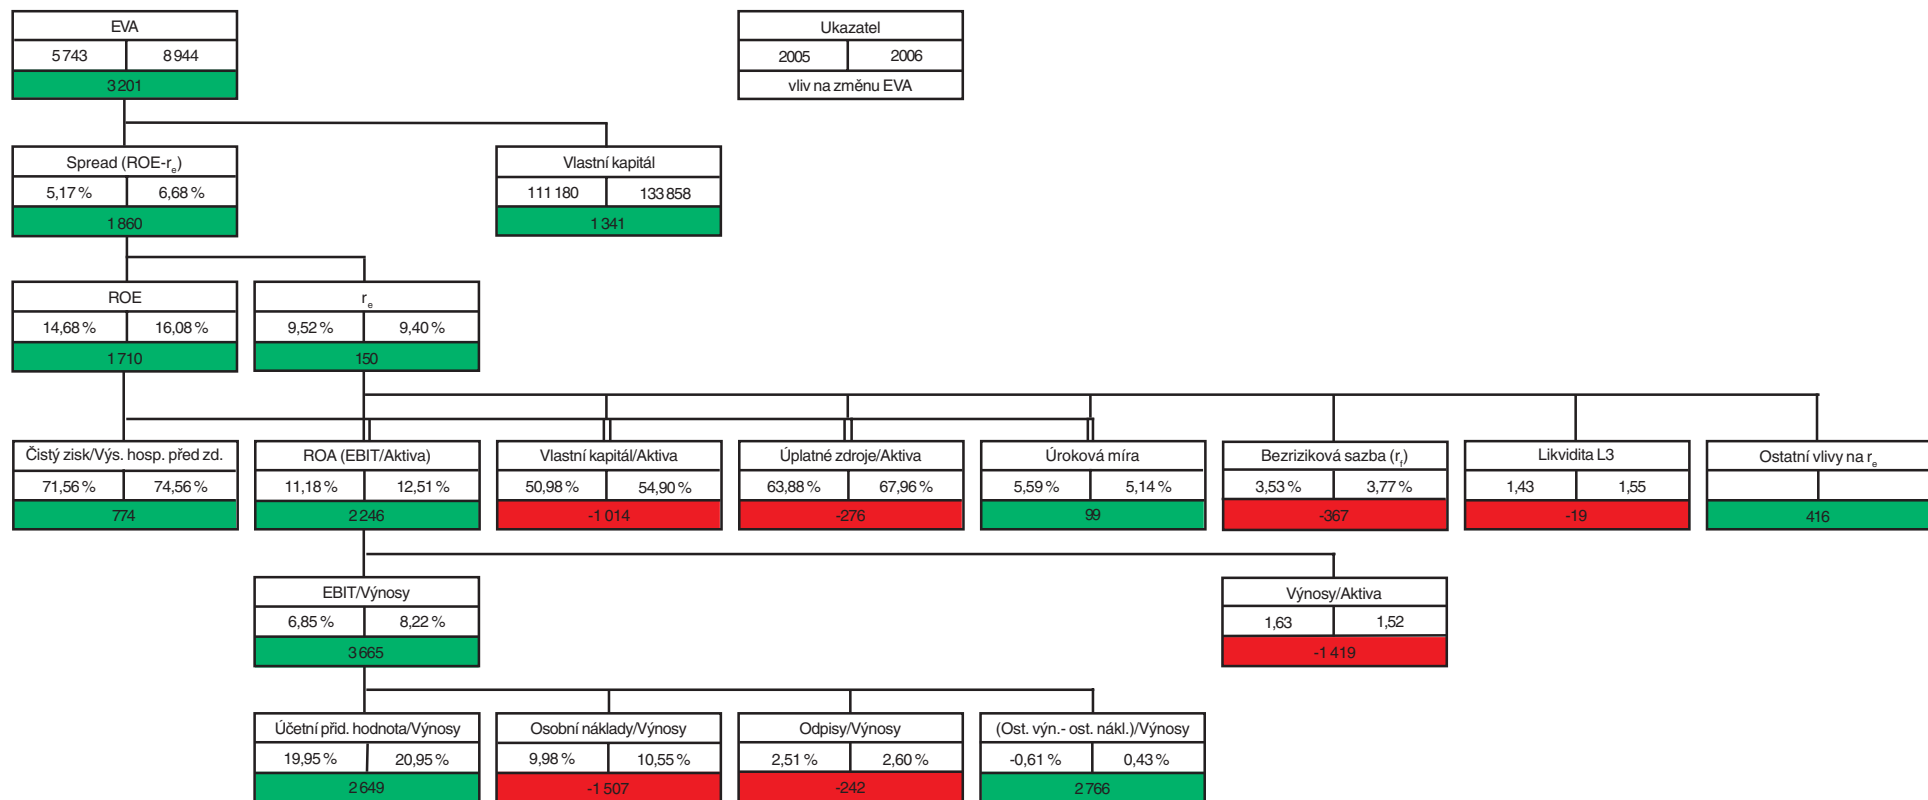 EVA
5 743 8 944
3 201
Ukazatel
2005 2006
vliv na změnu EVA
Spread (ROE-re)
5,17 % 6,68 %
1 860
Vlastní kapitál
111 180 133 858
1 341
ROE
14,68 % 16,08 %
1 710
re
9,52 % 9,40 %
150
Čistý zisk/Výs. hosp. před zd.
71,56 % 74,56 %
774
ROA (EBIT/Aktiva)
11,18 % 12,51 %
2 246
Vlastní kapitál/Aktiva
50,98 % 54,90 %
-1 014
Úplatné zdroje/Aktiva
63,88 % 67,96 %
-276
Úroková míra
5,59 % 5,14 %
99
Bezriziková sazba (rf)
3,53 % 3,77 %
-367
Likvidita L3
1,43 1,55
-19
Ostatní vlivy na re
416
EBIT/Výnosy
6,85 % 8,22 %
3 665
Výnosy/Aktiva
1,63 1,52
-1 419
Účetní přid. hodnota/Výnosy
19,95 % 20,95 %
2 649
Osobní náklady/Výnosy
9,98 % 10,55 %
-1 507
Odpisy/Výnosy
2,51 % 2,60 %
-242
(Ost. výn.- ost. nákl.)/Výnosy
-0,61 % 0,43 %
2 766